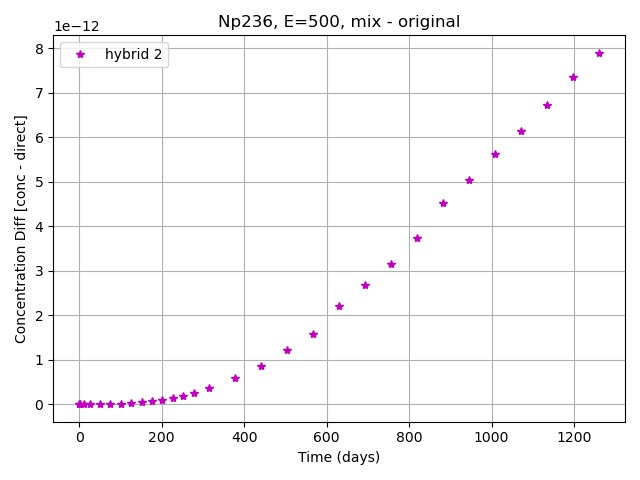 Np236, E=500, mix - original
1e−12
hybrid 2
Concentration Diff [conc - direct]
8
7
6
5
4
3
2
1
0
0 200 400 600 800 1000 1200
Time (days)